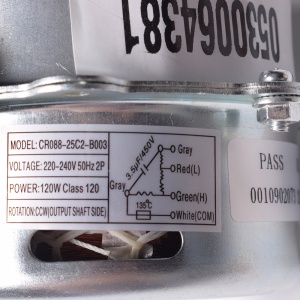 0530064381
MODEL: CR088-25C2-B003
VOLTAGE: 220-240V 50Hz 2P
POWER:120W Class 120
ROTATION:CCW(OUTPUT SHAFT SIDE)
3.5μF/450V
Gray
Red(L)
Gray
Green(H)
135℃
White(COM)
PASS